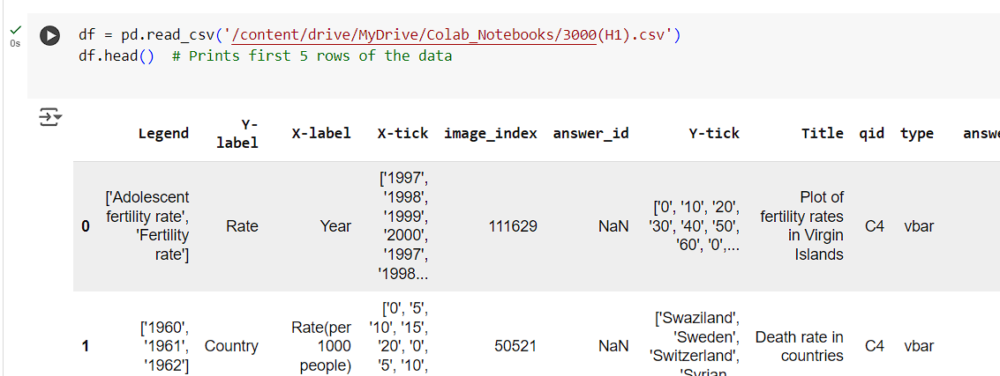 0s
df = pd.read_csv('/content/drive/MyDrive/Colab_Notebooks/3000(H1).csv')
df.head()  # Prints first 5 rows of the data
Legend Y-label X-label X-tick image_index answer_id Y-tick Title qid type answe
0 ['Adolescent fertility rate', 'Fertility rate'] Rate Year ['1997', '1998', '1999', '2000', '1997', '1998... 111629 NaN ['0', '10', '20', '30', '40', '50', '60', '0',... Plot of fertility rates in Virgin Islands C4 vbar
1 ['1960', '1961', '1962'] Country Rate(per 1000 people) ['0', '5', '10', '15', '20', '0', '5', '10', 50521 NaN ['Swaziland', 'Sweden', 'Switzerland', 'Syrian Death rate in countries C4 vbar